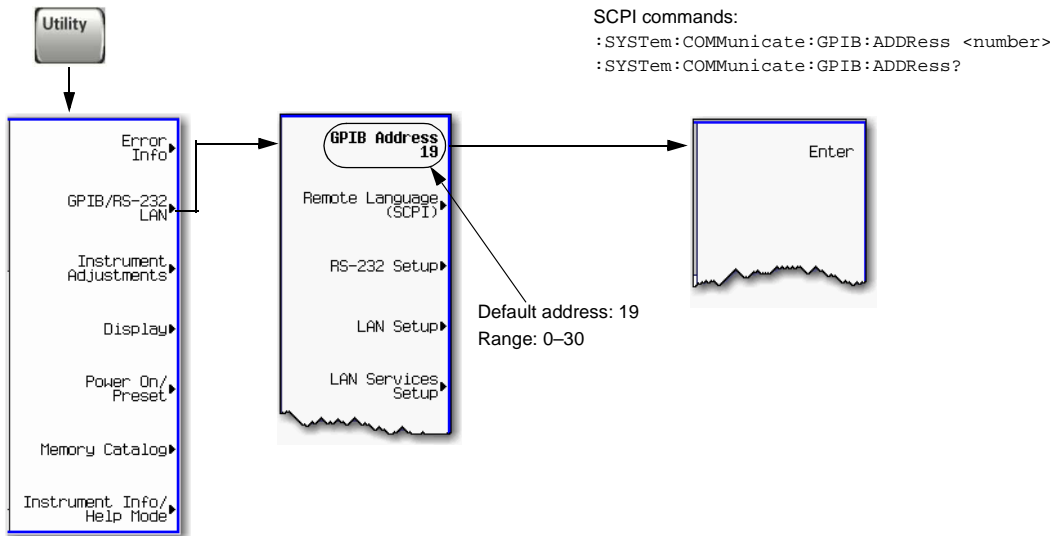 Utility
SCPI commands:
:SYSTem:COMMunicate:GPIB:ADDRess <number>
:SYSTem:COMMunicate:GPIB:ADDRess?
Error
Info
GPIB/RS-232
LAN
Instrument
Adjustments
Display
Power On/
Preset
Memory Catalog
Instrument Info/
Help Mode
GPIB Address
19
Remote Language
(SCPI)
RS-232 Setup
LAN Setup
LAN Services
Setup
Default address: 19
Range: 0–30
Enter